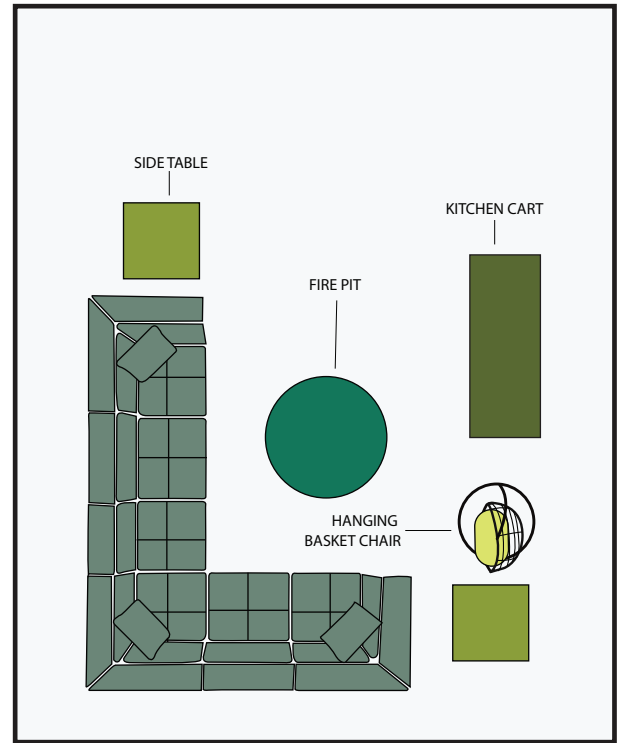 SIDE TABLE
KITCHEN CART
FIRE PIT
HANGING
BASKET CHAIR